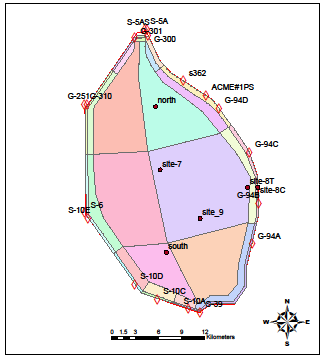 S-5AS S-5A
G-301
G-300
s362
ACME#1PS
G-251 G-310
north
G-94D
G-94C
site-7
site-8T
G-94B site-8C
S-6
S-10E
site_9
G-94A
south
S-10D
S-10C
S-10A S-39
N
W E
S
0 1.5 3 6 9 12
Kilometers